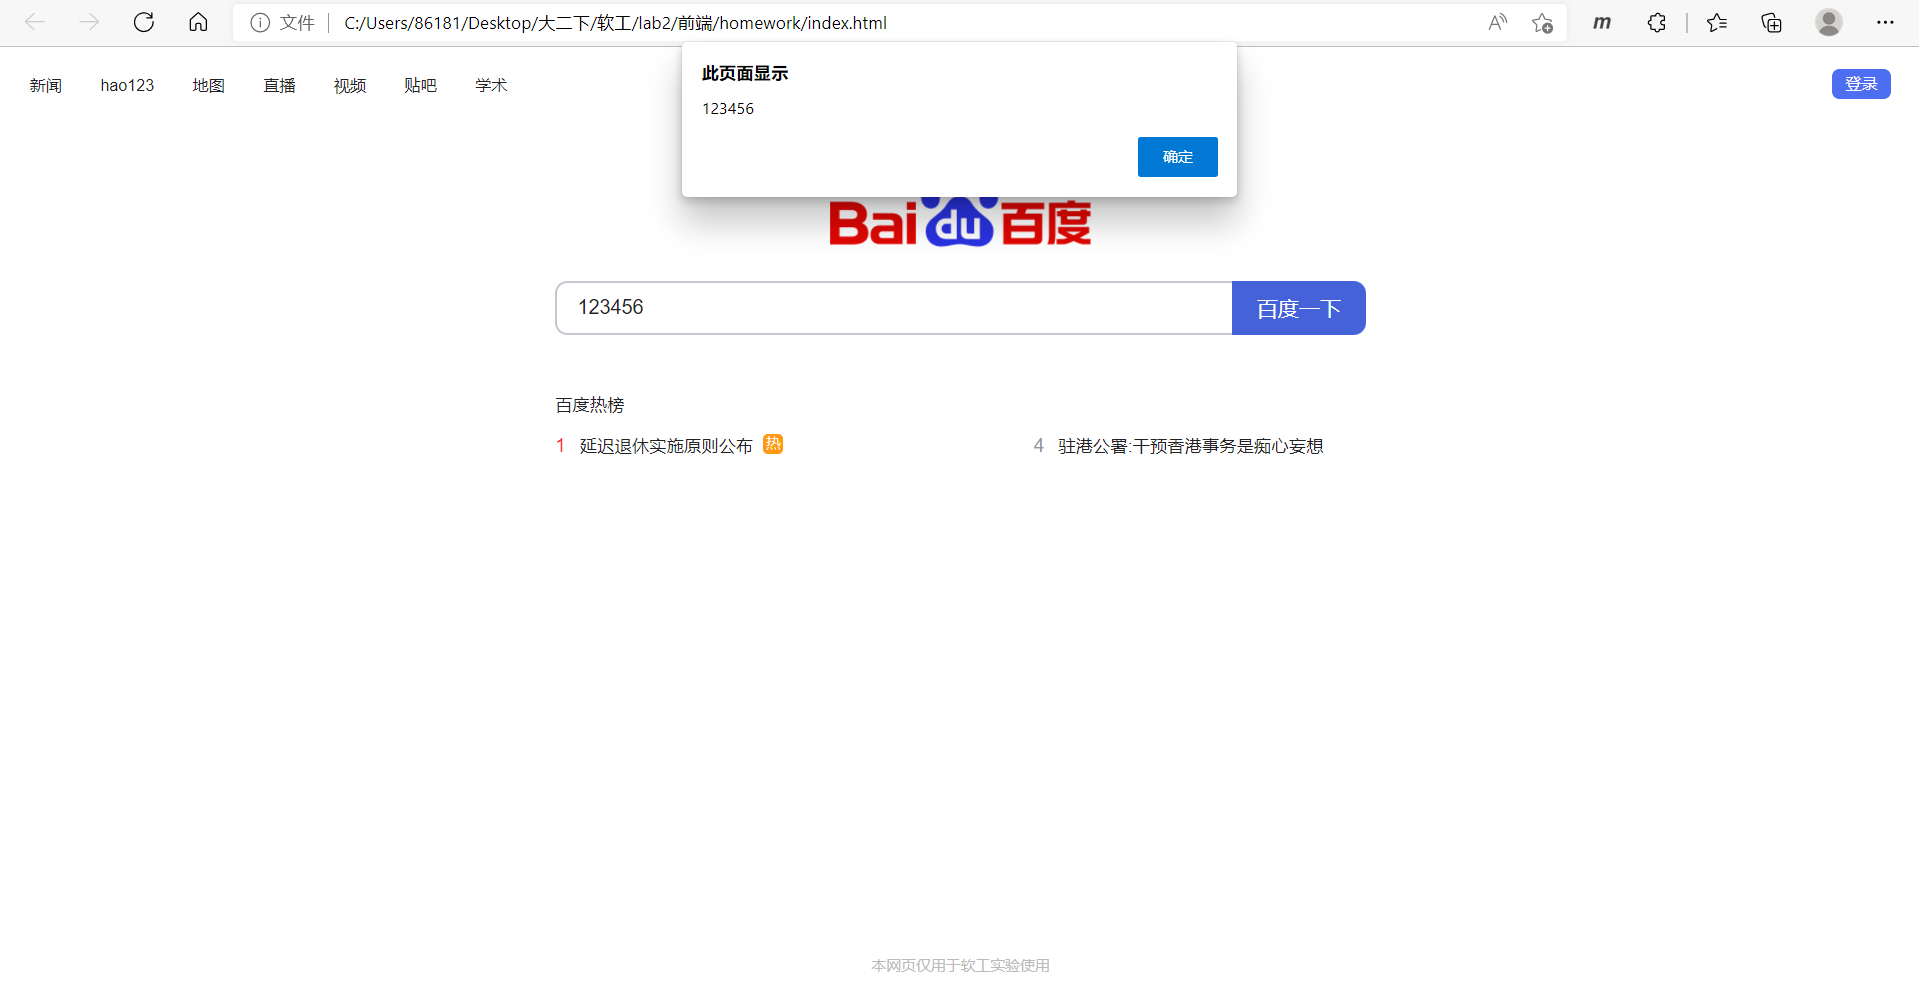 文件 C:/Users/86181/Desktop/大二下/软工/lab2/前端/homework/index.html
新闻 hao123 地图 直播 视频 贴吧 学术 登录
此页面显示
123456
确定
Bai du 百度
123456 百度一下
百度热榜
1 延迟退休实施原则公布 热 4 驻港公署:干预香港事务是痴心妄想
本网页仅用于软工实验使用